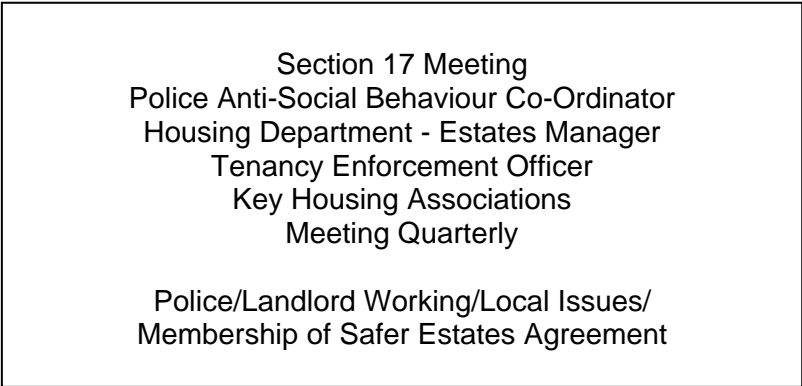 Section 17 Meeting
Police Anti-Social Behaviour Co-Ordinator
Housing Department - Estates Manager
Tenancy Enforcement Officer
Key Housing Associations
Meeting Quarterly
Police/Landlord Working/Local Issues/
Membership of Safer Estates Agreement